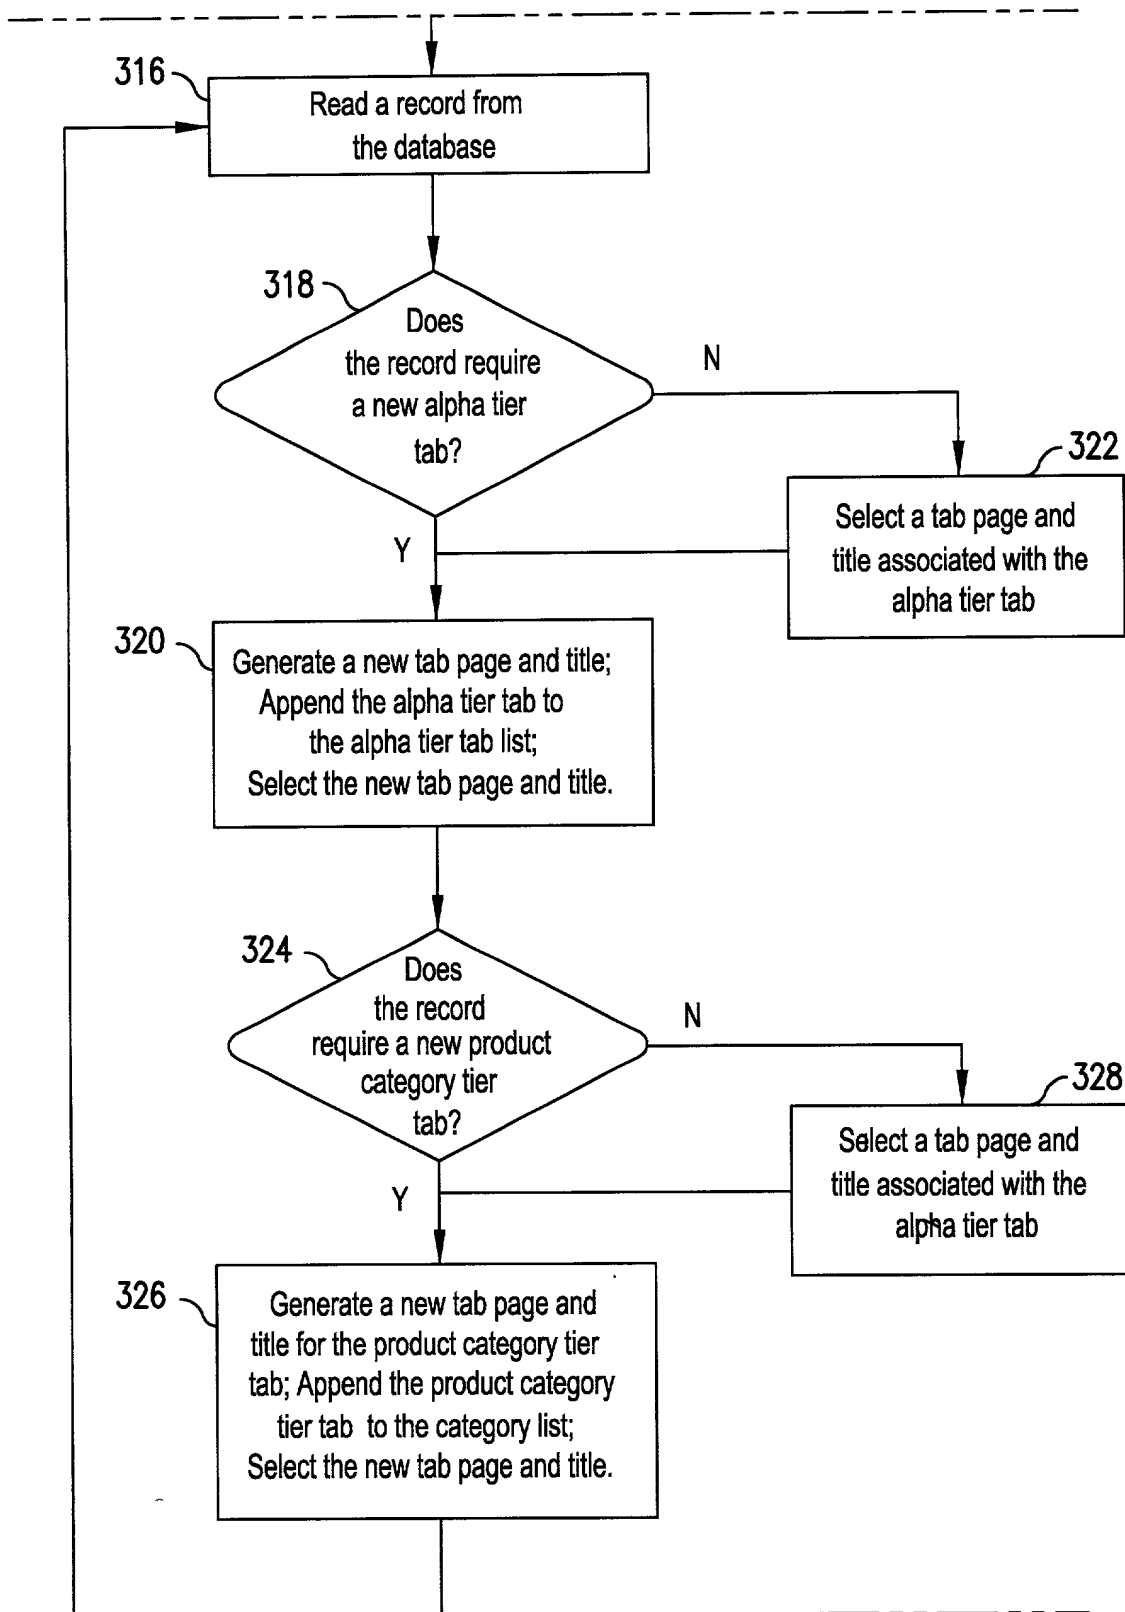 316
Read a record from
the database
318
Does
the record require
a new alpha tier
tab?
N
Y
322
Select a tab page and
title associated with the
alpha tier tab
320
Generate a new tab page and title;
Append the alpha tier tab to
the alpha tier tab list;
Select the new tab page and title.
324
Does
the record
require a new product
category tier
tab?
N
Y
328
Select a tab page and
title associated with the
alpha tier tab
326
Generate a new tab page and
title for the product category tier
tab; Append the product category
tier tab to the category list;
Select the new tab page and title.